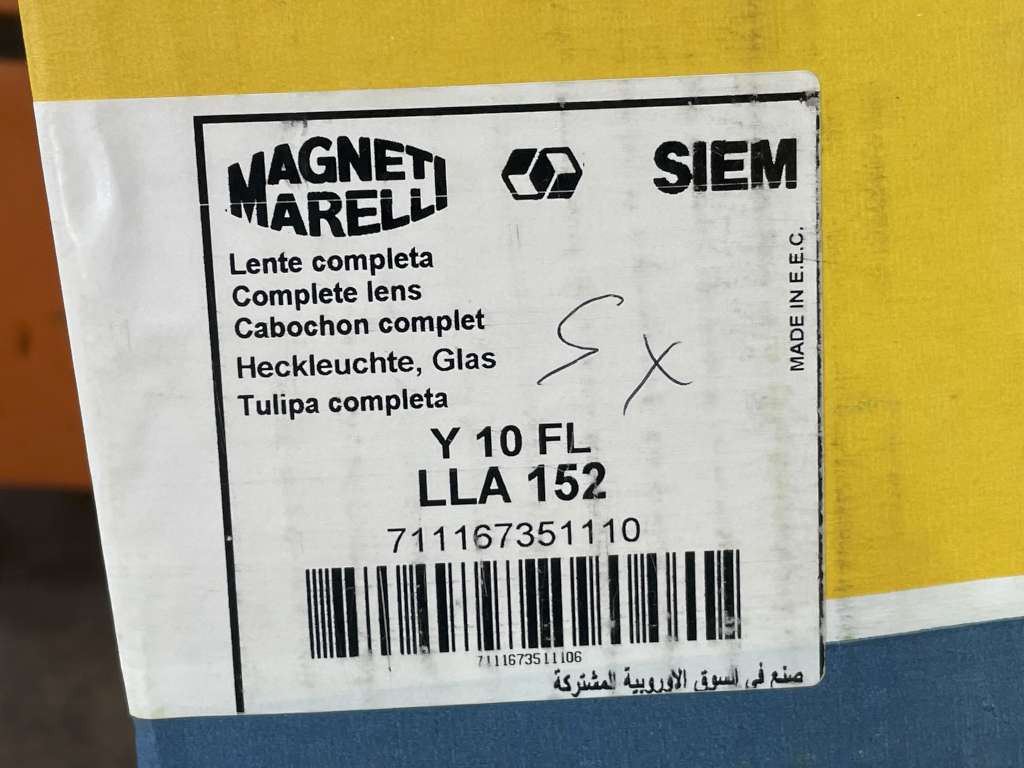 MAGNETI
MARELLI
SIEM
Lente completa
Complete lens
Cabochon complet
Heckleuchte, Glas
Tulipa completa
SX
MADE IN E.E.C.
Y 10 FL
LLA 152
711167351110
7111673511106
صنع في السوق الاوروبية المشتركة